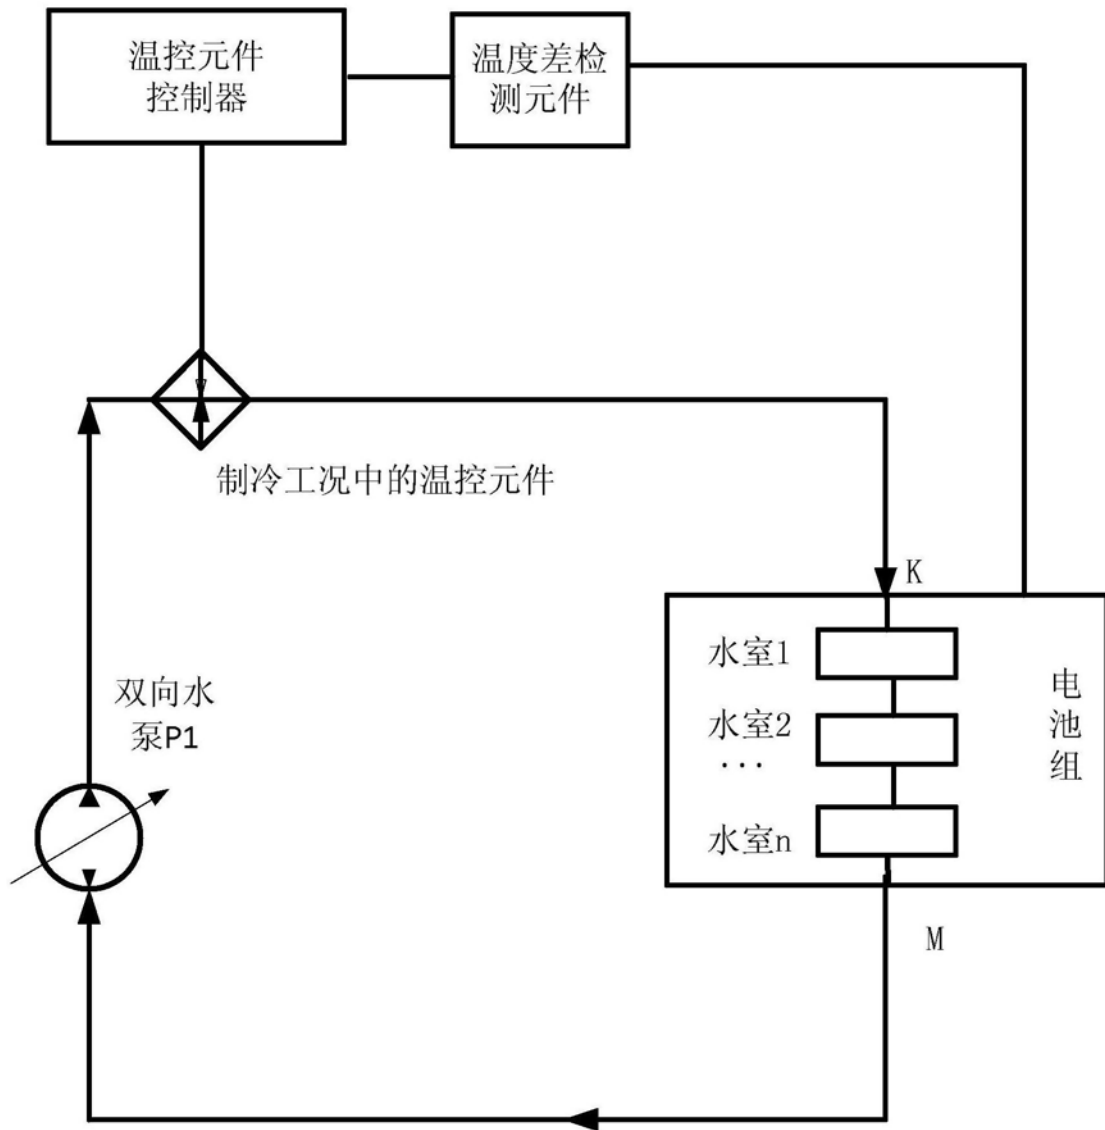 温控元件
控制器
温度差检
测元件
制冷工况中的温控元件
K
水室1
水室2
...
水室n
电
池
组
双向水
泵P1
M